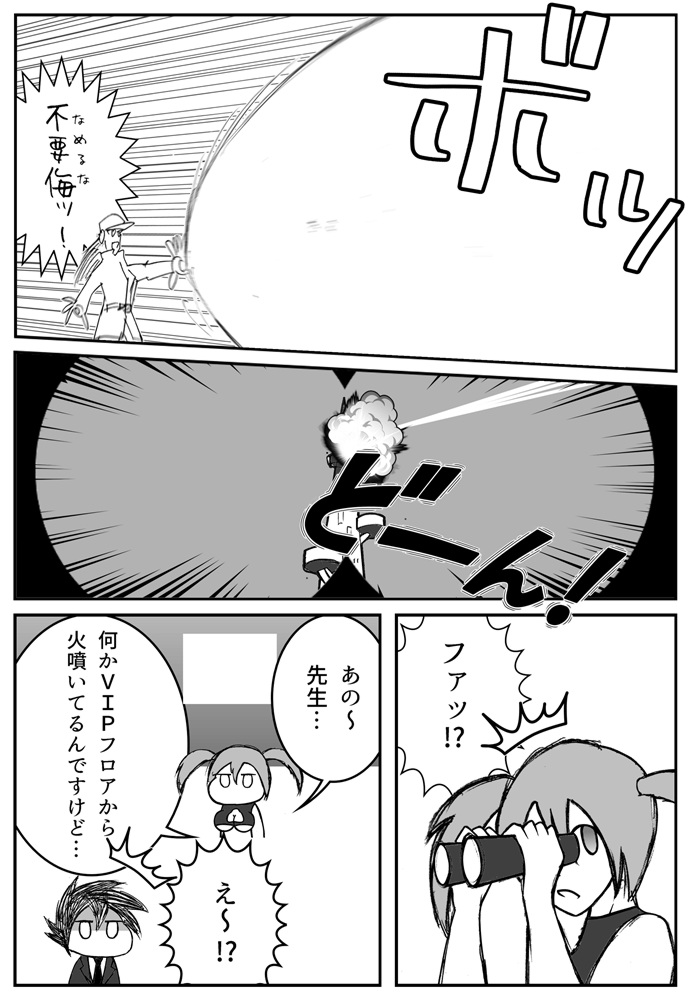 ボッ
不要侮ッ～
なめるな
どーん！
ファッ!?
あの～
先生…
何かＶＩＰフロアから
火噴いてるんですけど…
え～!?